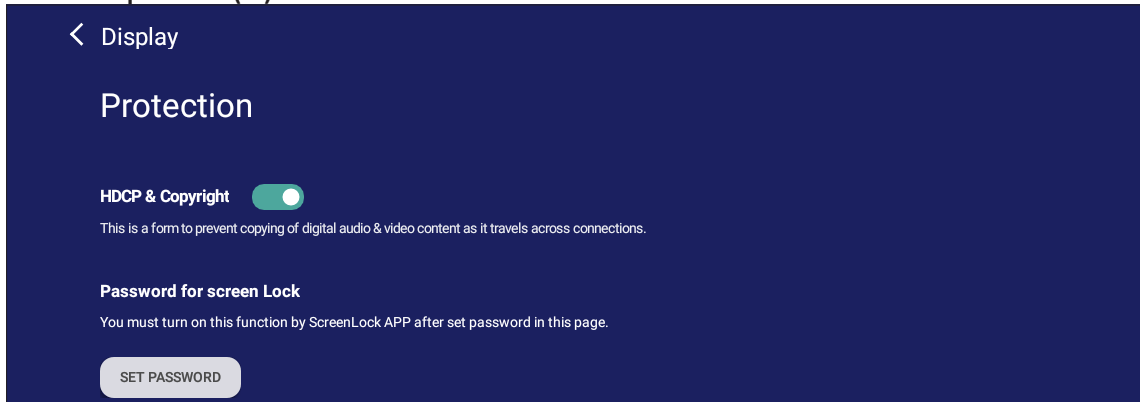 Display
Protection
HDCP & Copyright
This is a form to prevent copying of digital audio & video content as it travels across connections.
Password for screen Lock
You must turn on this function by ScreenLock APP after set password in this page.
SET PASSWORD